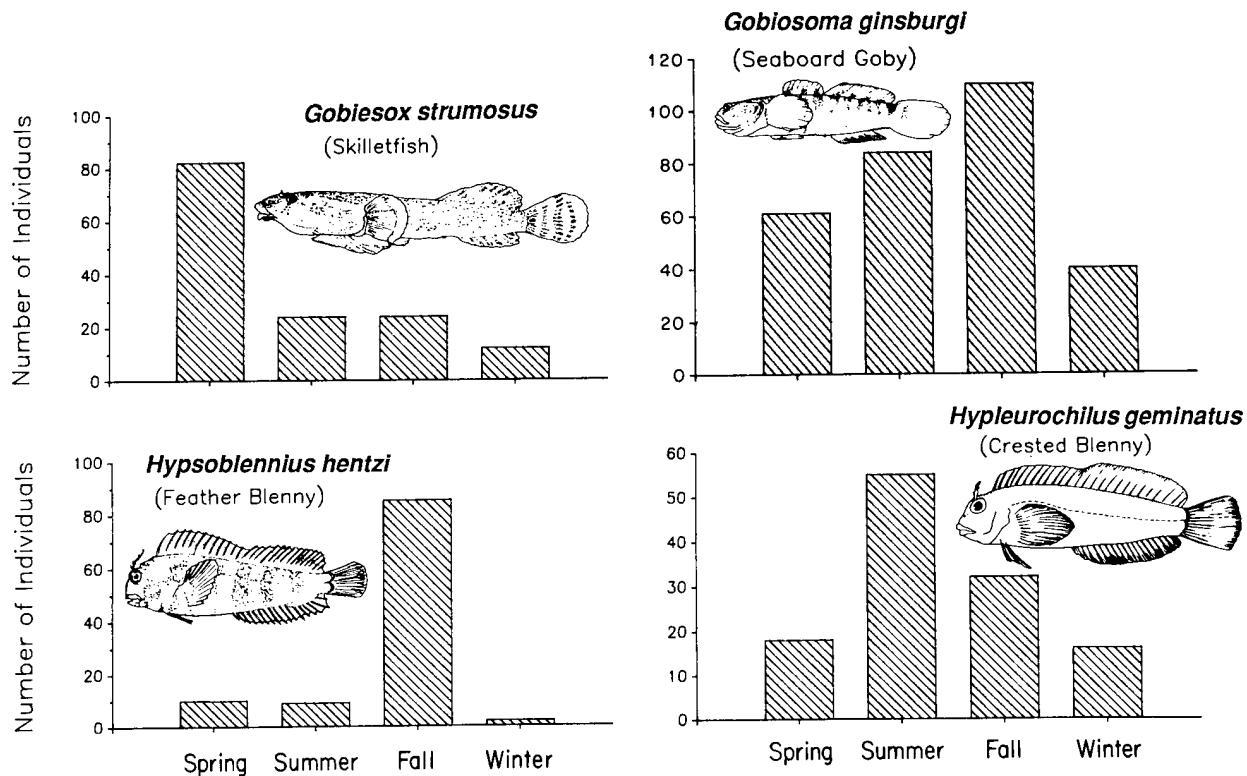 Gobiesox strumosus
(Skilletfish)
Number of Individuals
100
80
60
40
20
0
Gobiosoma ginsburgi
(Seaboard Goby)
120
100
80
60
40
20
0
Hypsoblennius hentzi
(Feather Blenny)
Number of Individuals
100
80
60
40
20
0
Spring Summer Fall Winter
Hypleurochilus geminatus
(Crested Blenny)
60
50
40
30
20
10
0
Spring Summer Fall Winter